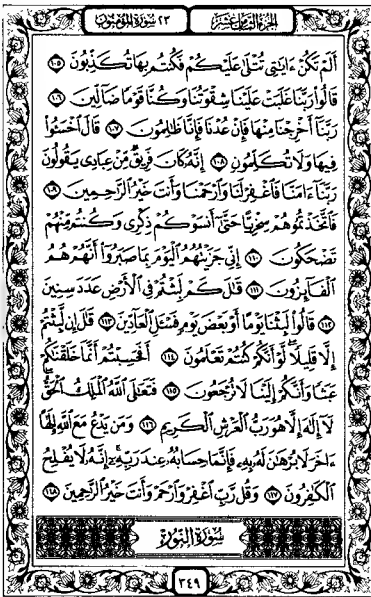 الجزء الثامن عشر
٢٣ سورة المؤمنون
أَلَمْ تَكُنْ ءَايَٰتِى تُتْلَىٰ عَلَيْكُمْ فَكُنتُم بِهَا تُكَذِّبُونَ ١٠٥
قَالُوا۟ رَبَّنَا غَلَبَتْ عَلَيْنَا شِقْوَتُنَا وَكُنَّا قَوْمًا ضَآلِّينَ ١٠٦
رَبَّنَآ أَخْرِجْنَا مِنْهَا فَإِنْ عُدْنَا فَإِنَّا ظَٰلِمُونَ ١٠٧ قَالَ ٱخْسَـُٔوا۟
فِيهَا وَلَا تُكَلِّمُونِ ١٠٨ إِنَّهُۥ كَانَ فَرِيقٌ مِّنْ عِبَادِى يَقُولُونَ
رَبَّنَآ ءَامَنَّا فَٱغْفِرْ لَنَا وَٱرْحَمْنَا وَأَنتَ خَيْرُ ٱلرَّٰحِمِينَ ١٠٩
فَٱتَّخَذْتُمُوهُمْ سِخْرِيًّا حَتَّىٰٓ أَنسَوْكُمْ ذِكْرِى وَكُنتُم مِّنْهُمْ
تَضْحَكُونَ ١١٠ إِنِّى جَزَيْتُهُمُ ٱلْيَوْمَ بِمَا صَبَرُوٓا۟ أَنَّهُمْ هُمُ
ٱلْفَآئِزُونَ ١١١ قَٰلَ كَمْ لَبِثْتُمْ فِى ٱلْأَرْضِ عَدَدَ سِنِينَ
١١٢ قَالُوا۟ لَبِثْنَا يَوْمًا أَوْ بَعْضَ يَوْمٍ فَسْـَٔلِ ٱلْعَآدِّينَ ١١٣ قَٰلَ إِن لَّبِثْتُمْ
إِلَّا قَلِيلًا لَّوْ أَنَّكُمْ كُنتُمْ تَعْلَمُونَ ١١٤ أَفَحَسِبْتُمْ أَنَّمَا خَلَقْنَٰكُمْ
عَبَثًا وَأَنَّكُمْ إِلَيْنَا لَا تُرْجَعُونَ ١١٥ فَتَعَٰلَى ٱللَّهُ ٱلْمَلِكُ ٱلْحَقُّ
لَآ إِلَٰهَ إِلَّا هُوَ رَبُّ ٱلْعَرْشِ ٱلْكَرِيمِ ١١٦ وَمَن يَدْعُ مَعَ ٱللَّهِ إِلَٰهًا
ءَاخَرَ لَا بُرْهَٰنَ لَهُۥ بِهِۦ فَإِنَّمَا حِسَابُهُۥ عِندَ رَبِّهِۦٓ إِنَّهُۥ لَا يُفْلِحُ
ٱلْكَٰفِرُونَ ١١٧ وَقُل رَّبِّ ٱغْفِرْ وَٱرْحَمْ وَأَنتَ خَيْرُ ٱلرَّٰحِمِينَ ١١٨
سورة النور
٣٤٩